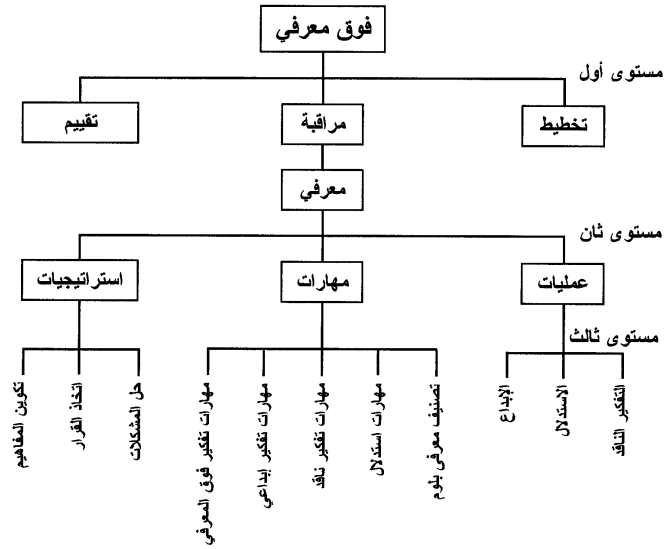 فوق معرفي
مستوى أول
تخطيط
مراقبة
تقييم
معرفي
مستوى ثان
عمليات
مهارات
استراتيجيات
مستوى ثالث
التفكير الناقد
الاستدلال
الإبداع
تصنيف معرفى بلوم
مهارات استدلال
مهارات تفكير ناقد
مهارات تفكير إبداعي
مهارات تفكير فوق المعرفي
حل المشكلات
اتخاذ القرار
تكوين المفاهيم